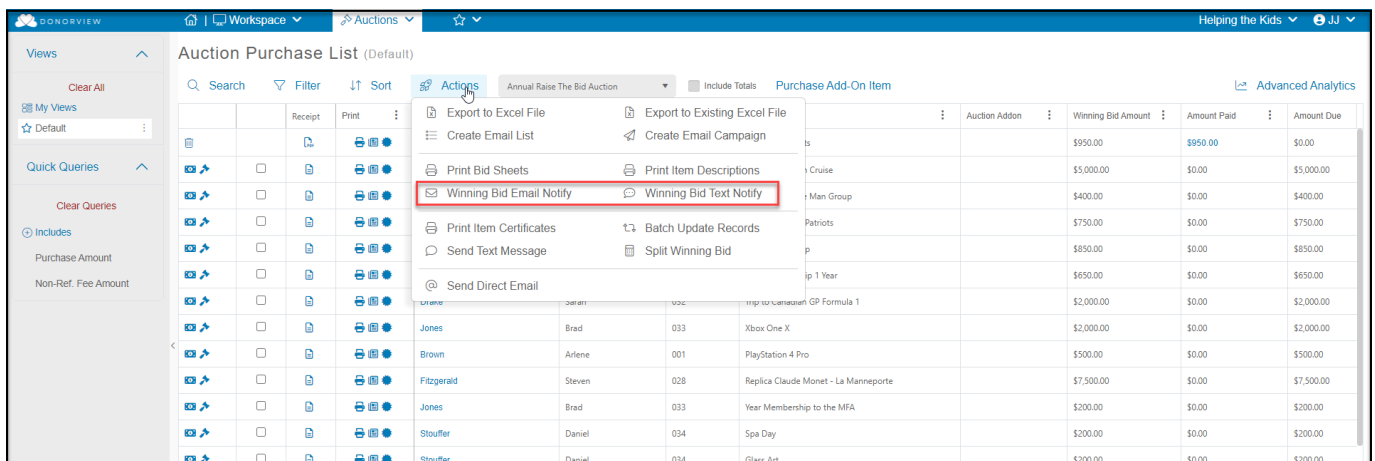 DONORVIEW Workspace Auctions Helping the Kids JJ
Views
Clear All
My Views
Default
Quick Queries
Clear Queries
Includes
Purchase Amount
Non-Ref. Fee Amount
Auction Purchase List (Default)
Search Filter Sort Actions Annual Raise The Bid Auction Include Totals Purchase Add-On Item Advanced Analytics
Receipt Print Auction Addon Winning Bid Amount Amount Paid Amount Due
Export to Excel File Export to Existing Excel File
Create Email List Create Email Campaign
Print Bid Sheets Print Item Descriptions
Winning Bid Email Notify Winning Bid Text Notify
Print Item Certificates Batch Update Records
Send Text Message Split Winning Bid
Send Direct Email
$950.00 $950.00 $0.00
Cruise $5,000.00 $0.00 $5,000.00
Man Group $400.00 $0.00 $400.00
Patriots $750.00 $0.00 $750.00
$850.00 $0.00 $850.00
ip 1 Year $650.00 $0.00 $650.00
Drake Sarah 032 Trip to Canadian GP Formula 1 $2,000.00 $0.00 $2,000.00
Jones Brad 033 Xbox One X $2,000.00 $0.00 $2,000.00
Brown Arlene 001 PlayStation 4 Pro $500.00 $0.00 $500.00
Fitzgerald Steven 028 Replica Claude Monet - La Manneporte $7,500.00 $0.00 $7,500.00
Jones Brad 033 Year Membership to the MFA $200.00 $0.00 $200.00
Stouffer Daniel 034 Spa Day $200.00 $0.00 $200.00
Stouffer Daniel 034 Glass Art $200.00 $0.00 $200.00